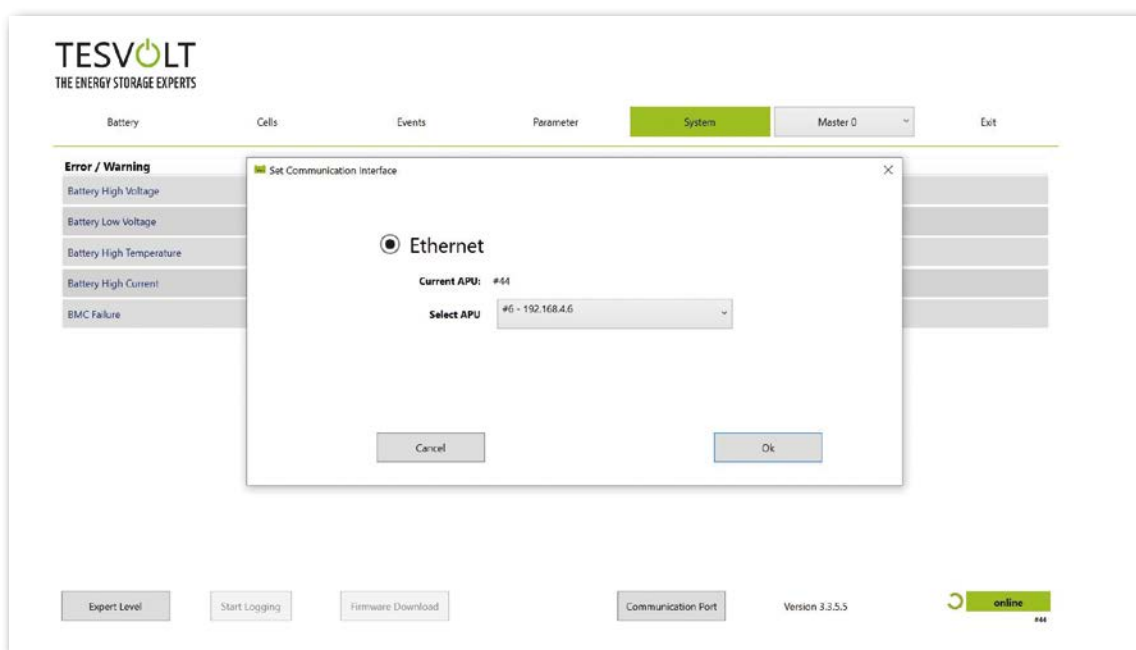 TESVOLT
THE ENERGY STORAGE EXPERTS
Battery Cells Events Parameter System Master 0 Exit
Error / Warning
Set Communication Interface
Battery High Voltage
Battery Low Voltage
Ethernet
Battery High Temperature
Current APU: #44
Battery High Current
Select APU #6 - 192.168.4.6
BMC Failure
Cancel Ok
Expert Level Start Logging Firmware Download Communication Port Version 3.3.5.5 online
#44